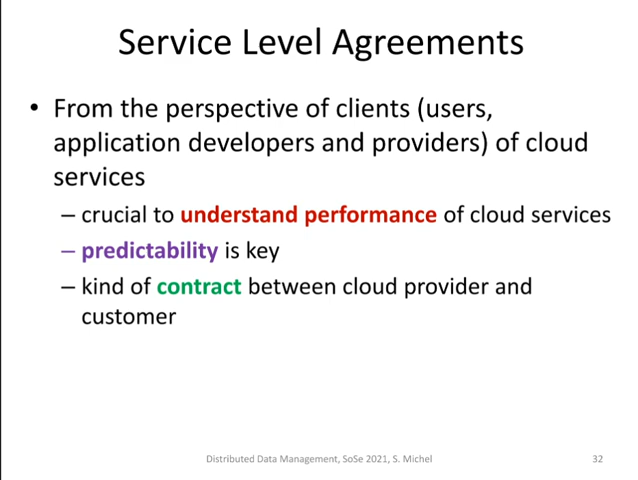 Service Level Agreements
• From the perspective of clients (users,
application developers and providers) of cloud
services
– crucial to understand performance of cloud services
– predictability is key
– kind of contract between cloud provider and
customer
Distributed Data Management, SoSe 2021, S. Michel
32